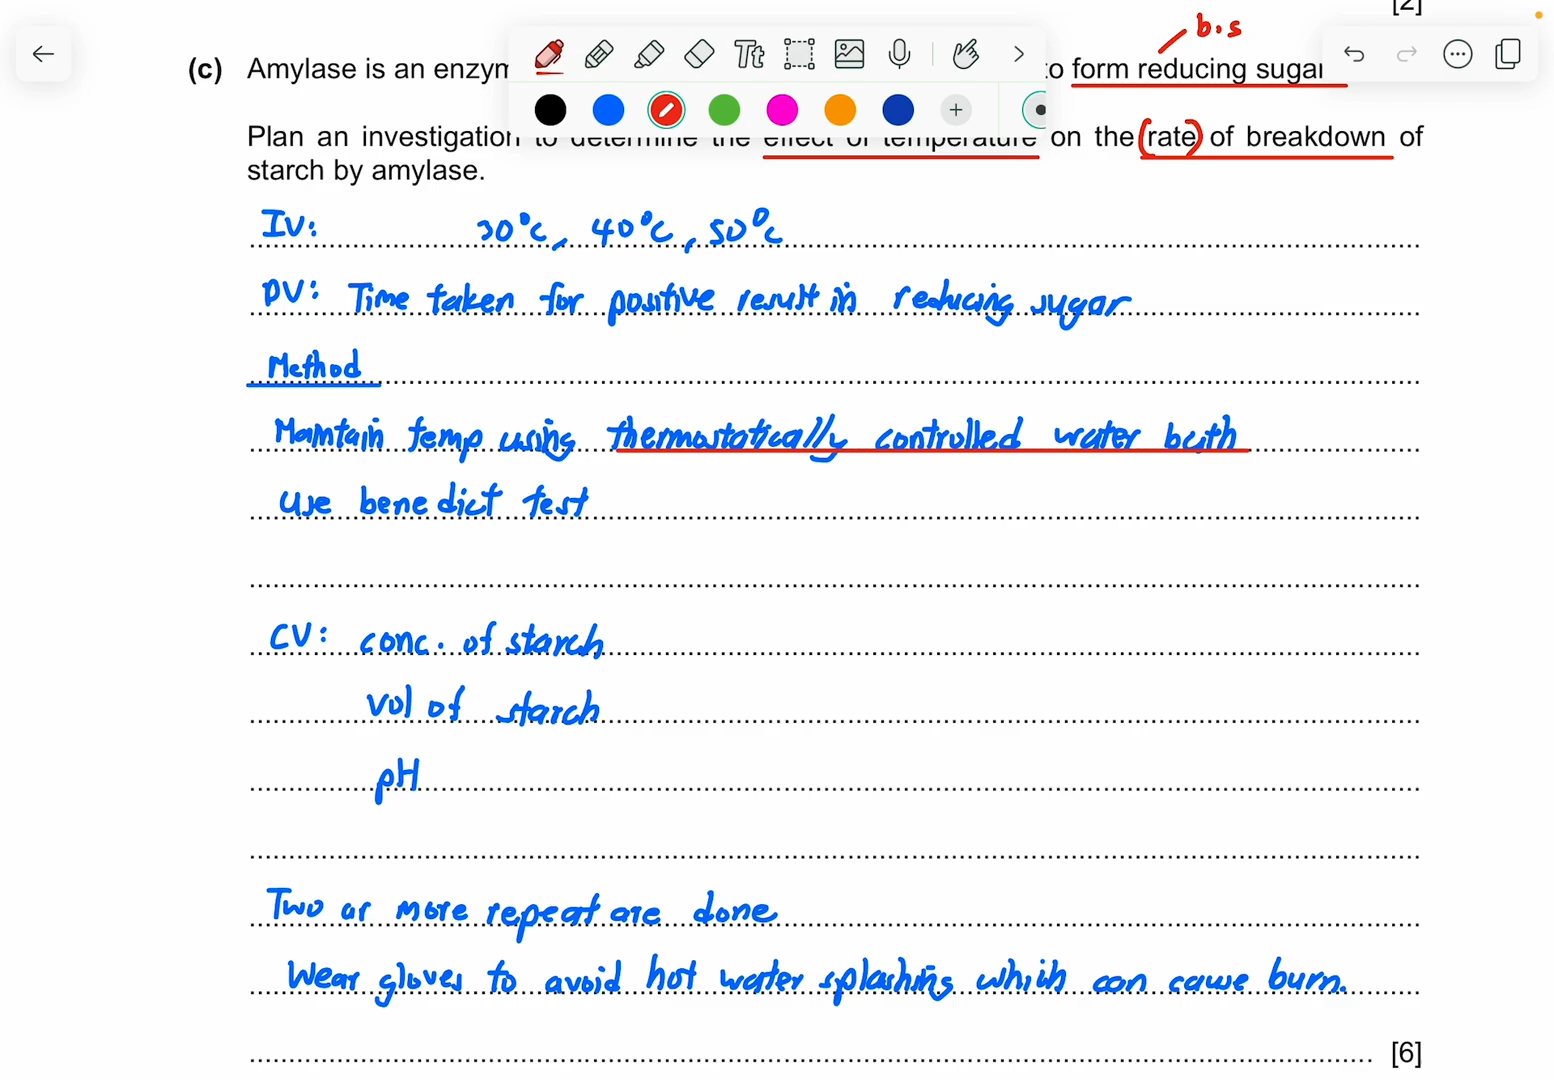 [2]
b.s
(c) Amylase is an enzym to form reducing sugar
Plan an investigation to determine the effect of temperature on the (rate) of breakdown of
starch by amylase.
IV: 30°C, 40°C, 50°C
DV: Time taken for positive result in reducing sugar
Method
Maintain temp using thermostatically controlled water bath
Use benedict test
CV: conc. of starch
vol of starch
pH
Two or more repeat are done
Wear gloves to avoid hot water splashing which can cause burn.
[6]